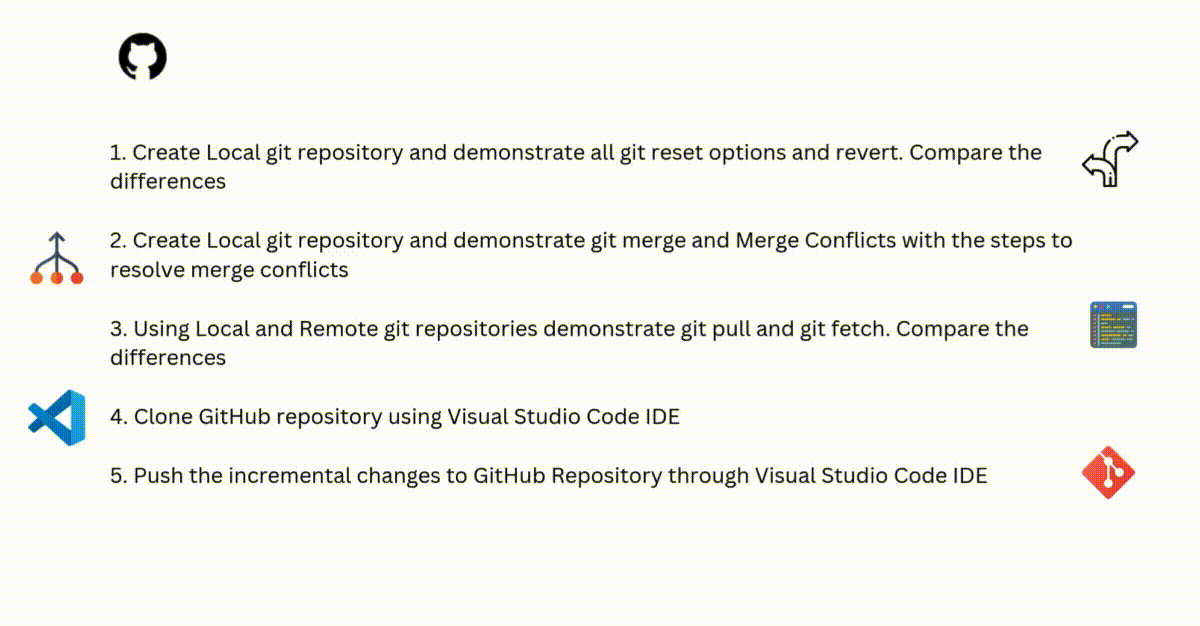 1. Create Local git repository and demonstrate all git reset options and revert. Compare the
differences
2. Create Local git repository and demonstrate git merge and Merge Conflicts with the steps to
resolve merge conflicts
3. Using Local and Remote git repositories demonstrate git pull and git fetch. Compare the
differences
4. Clone GitHub repository using Visual Studio Code IDE
5. Push the incremental changes to GitHub Repository through Visual Studio Code IDE